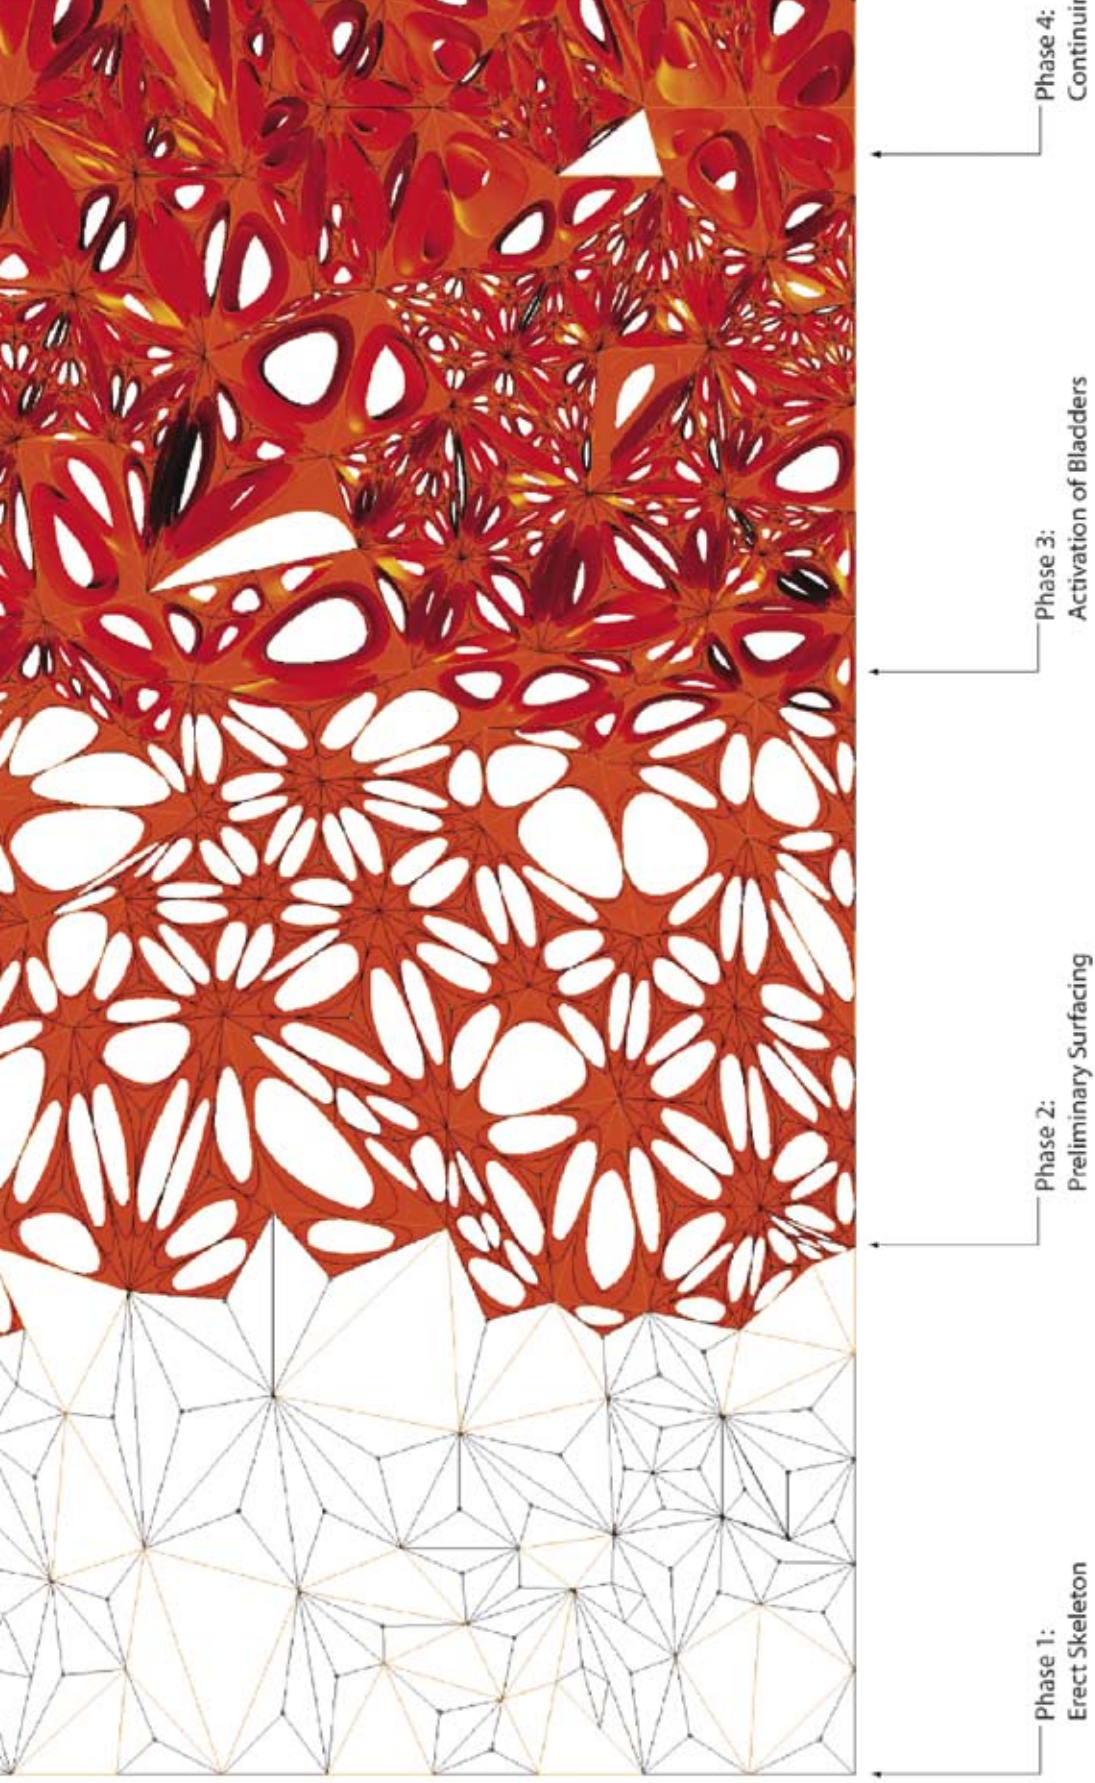 Phase 1:
Erect Skeleton
Phase 2:
Preliminary Surfacing
Phase 3:
Activation of Bladders
Phase 4: